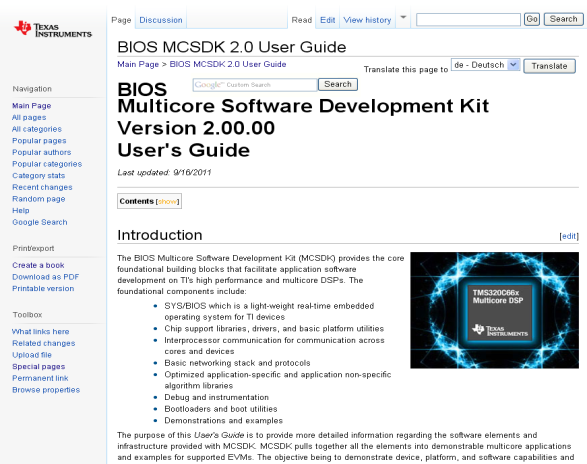 TEXAS
INSTRUMENTS
Page Discussion Read Edit View history Go Search
BIOS MCSDK 2.0 User Guide
Main Page > BIOS MCSDK 2.0 User Guide
Translate this page to de - Deutsch Translate
Google™ Custom Search Search
BIOS
Multicore Software Development Kit
Version 2.00.00
User's Guide
Last updated: 9/16/2011
Contents [show]
Navigation
Main Page
All pages
All categories
Popular pages
Popular authors
Popular categories
Category stats
Recent changes
Random page
Help
Google Search
Print/export
Create a book
Download as PDF
Printable version
Toolbox
What links here
Related changes
Upload file
Special pages
Permanent link
Browse properties
Introduction [edit]
The BIOS Multicore Software Development Kit (MCSDK) provides the core
foundational building blocks that facilitate application software
development on TI's high performance and multicore DSPs. The
foundational components include:
• SYS/BIOS which is a light-weight real-time embedded
operating system for TI devices
• Chip support libraries, drivers, and basic platform utilities
• Interprocessor communication for communication across
cores and devices
• Basic networking stack and protocols
• Optimized application-specific and application non-specific
algorithm libraries
• Debug and instrumentation
• Bootloaders and boot utilities
• Demonstrations and examples
TMS320C66x
Multicore DSP
TEXAS
INSTRUMENTS
The purpose of this User's Guide is to provide more detailed information regarding the software elements and
infrastructure provided with MCSDK. MCSDK pulls together all the elements into demonstrable multicore applications
and examples for supported EVMs. The objective being to demonstrate device, platform, and software capabilities and